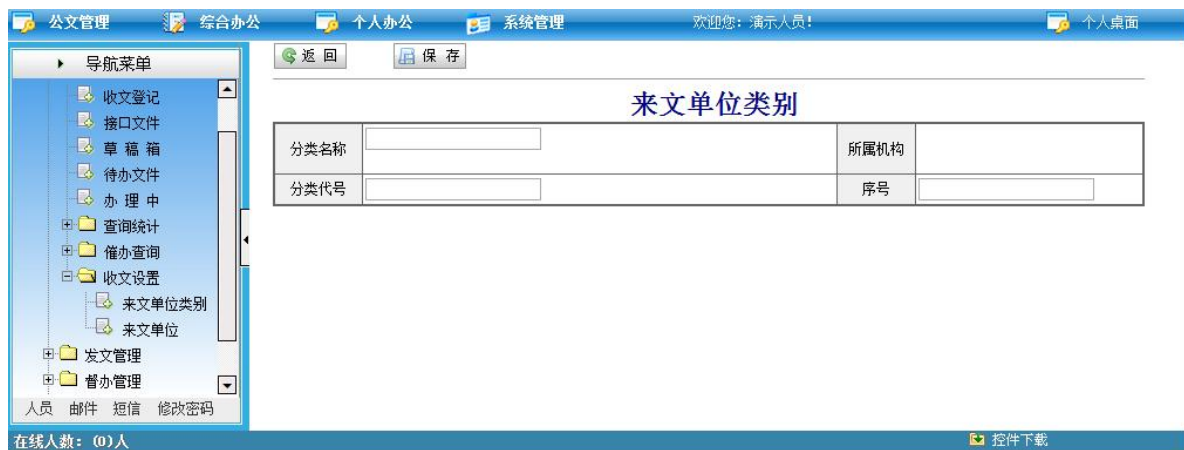 公文管理 综合办公 个人办公 系统管理 欢迎您：演示人员! 个人桌面
导航菜单
返 回 保 存
收文登记
接口文件
草 稿 箱
待办文件
办 理 中
查询统计
催办查询
收文设置
来文单位类别
来文单位
发文管理
督办管理
人员 邮件 短信 修改密码
来文单位类别
分类名称 所属机构
分类代号 序号
在线人数：(0)人 控件下载